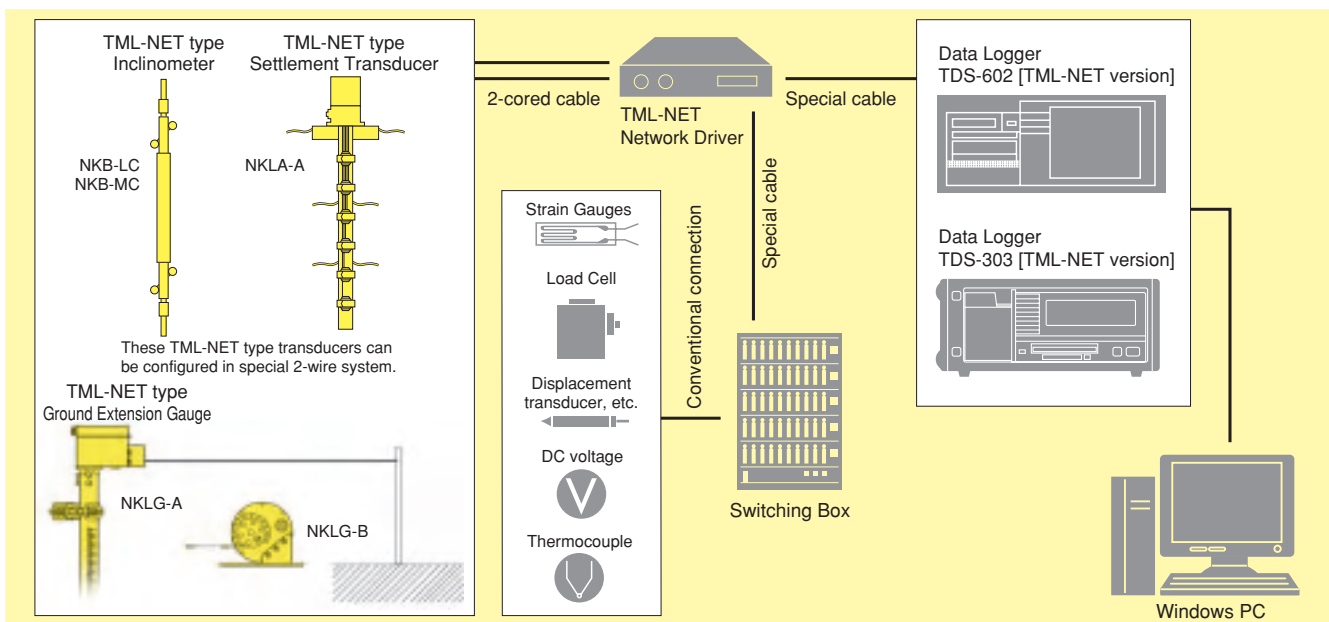 TML-NET type
Inclinometer
TML-NET type
Settlement Transducer
NKB-LC
NKB-MC
NKLA-A
These TML-NET type transducers can
be configured in special 2-wire system.
TML-NET type
Ground Extension Gauge
NKLG-A
NKLG-B
2-cored cable
TML-NET
Network Driver
Special cable
Special cable
Conventional connection
Strain Gauges
Load Cell
Displacement
transducer, etc.
DC voltage
V
Thermocouple
Switching Box
Data Logger
TDS-602 [TML-NET version]
Data Logger
TDS-303 [TML-NET version]
Windows PC